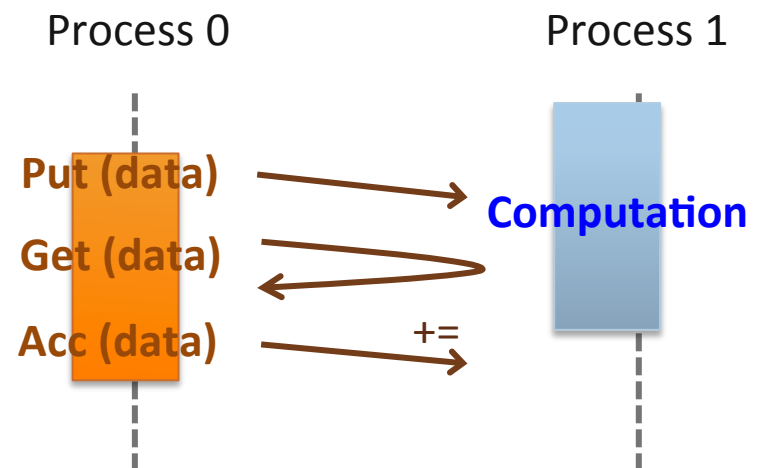 Process 0
Process 1
Put (data)
Computation
Get (data)
Acc (data)
+=